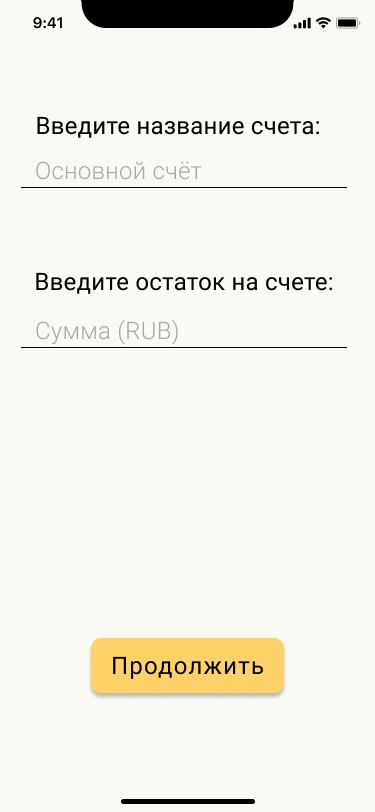 9:41
Введите название счета:
Основной счёт
Введите остаток на счете:
Сумма (RUB)
Продолжить